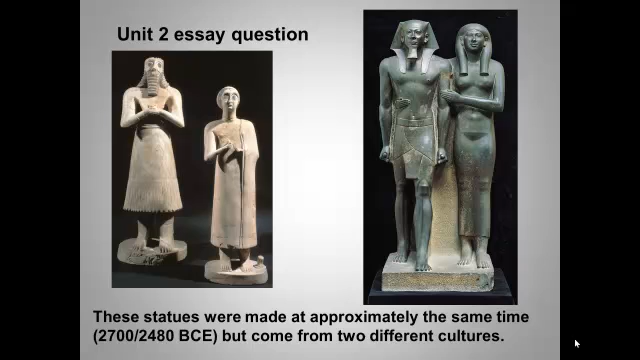 Unit 2 essay question
These statues were made at approximately the same time
(2700/2480 BCE) but come from two different cultures.